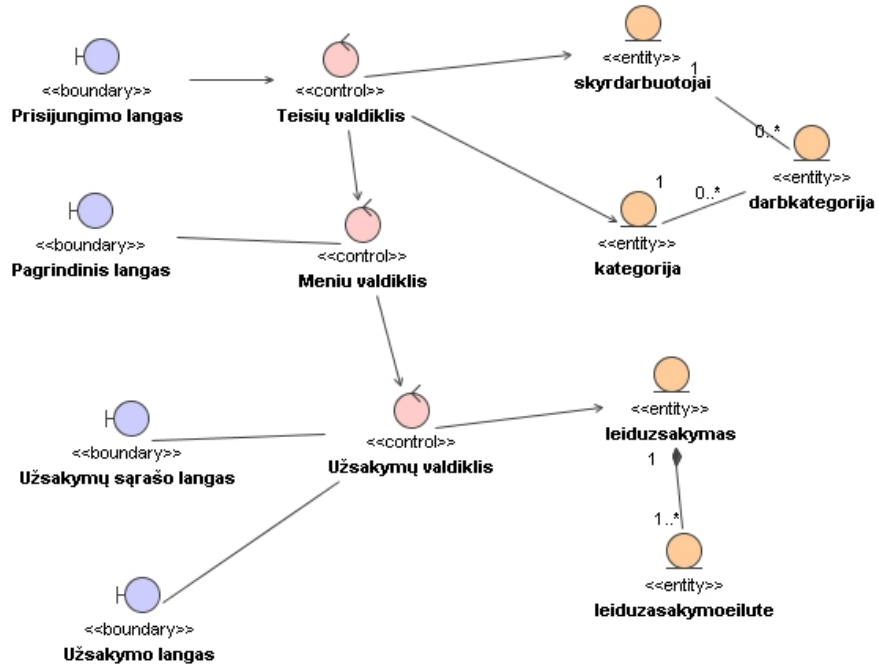 <<boundary>>
Prisijungimo langas
<<control>>
Teisių valdiklis
<<entity>>
1
skyrdarbuotojai
0..*
<<entity>>
darbkategorija
1
0..*
<<entity>>
kategorija
<<boundary>>
Pagrindinis langas
<<control>>
Meniu valdiklis
<<boundary>>
Užsakymų sąrašo langas
<<control>>
Užsakymų valdiklis
<<entity>>
leiduzsakymas
1
1..*
<<entity>>
leiduzasakymoeilute
<<boundary>>
Užsakymo langas